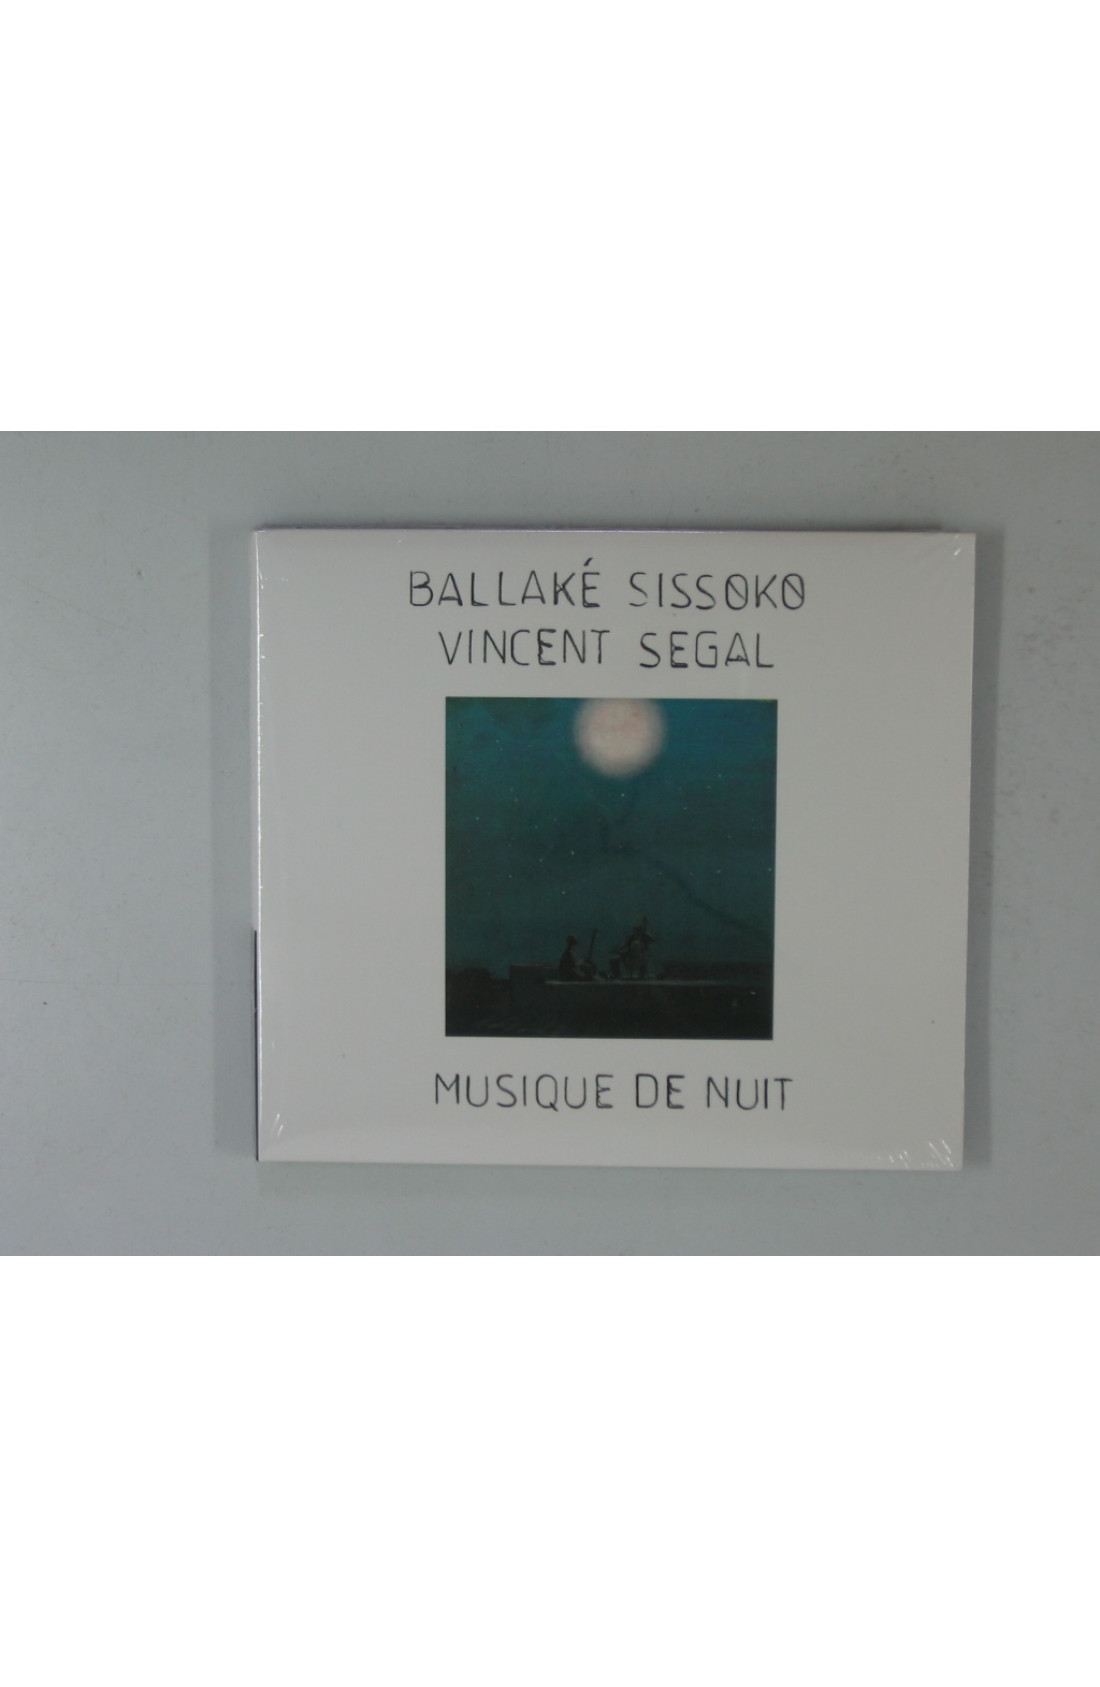 BALLAKÉ SISSOKO
VINCENT SEGAL
MUSIQUE DE NUIT